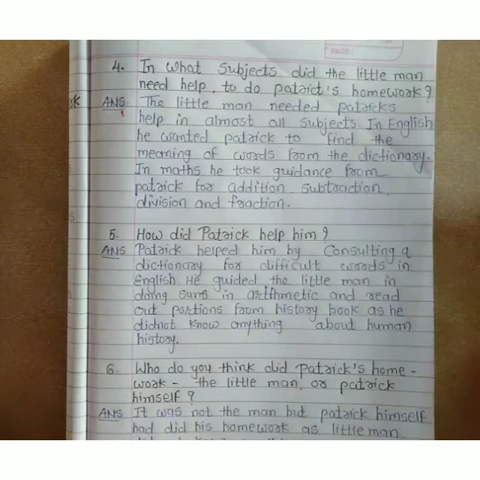 4. In what subjects did the little man
need help to do patrict's homework?
ANS The little man needed patricks
help in almost all subjects In English
he wanted patrick to find the
meaning of words from the dictionary.
In maths he took guidance from
patrick for addition subtraction
division and fraction.
5. How did Patrick help him?
ANS Patrick helped him by Consulting a
dictionary for difficult words in
English He guided the little man in
doing sums in arithmetic and read
out portions from history book as he
didnot know anything about human
history.
6. Who do you think did Patrick's home-
work- the little man, or patrick
himself?
ANS It was not the man but patrick himself
had did his homework as little man